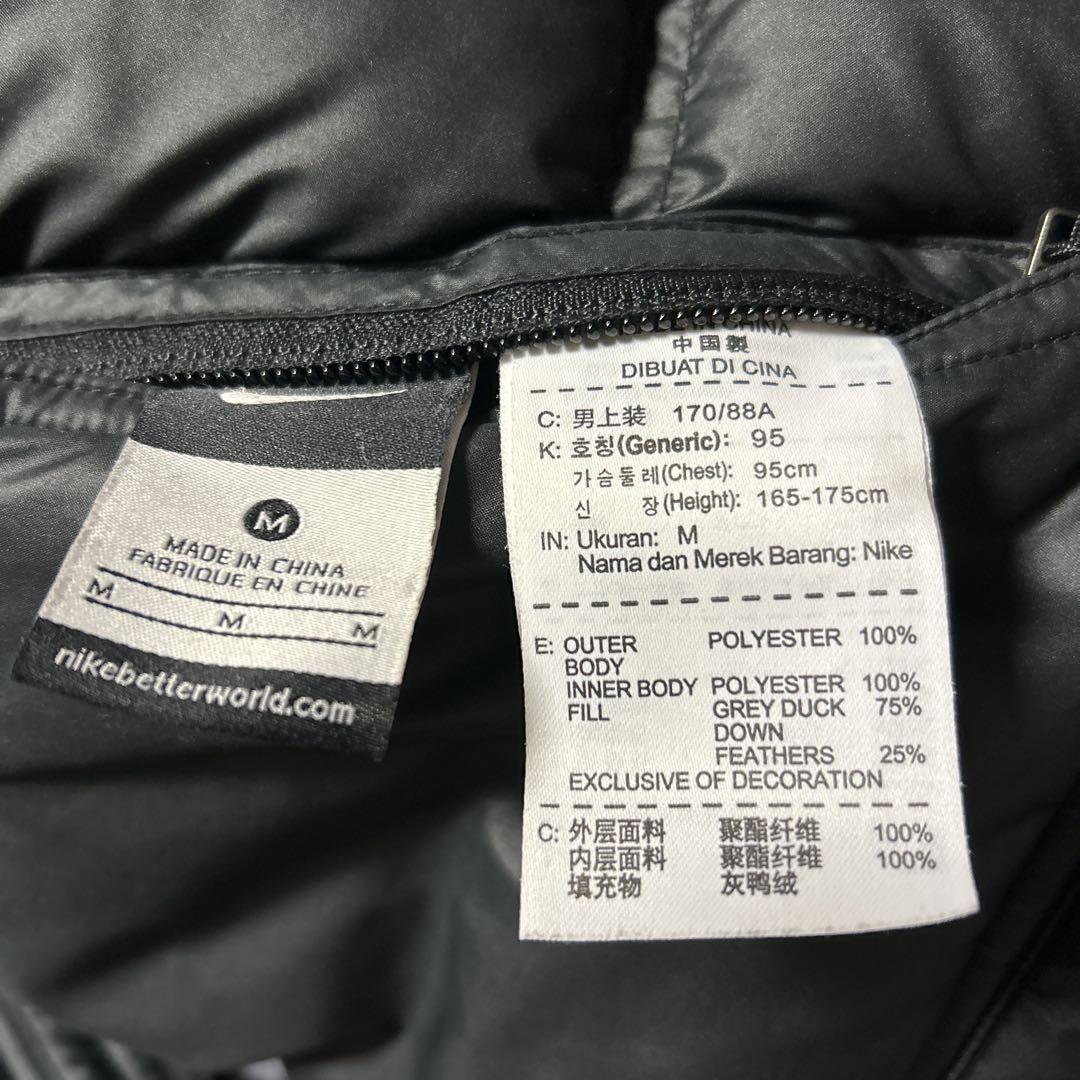 M
MADE IN CHINA
FABRIQUE EN CHINE
M M M
nikebetterworld.com
CHINA
中国製
DIBUAT DI CINA
C: 男上装 170/88A
K: 호칭(Generic): 95
가슴둘레(Chest): 95cm
신 장(Height): 165-175cm
IN: Ukuran: M
Nama dan Merek Barang: Nike
E: OUTER POLYESTER 100%
BODY
INNER BODY POLYESTER 100%
FILL GREY DUCK 75%
DOWN
FEATHERS 25%
EXCLUSIVE OF DECORATION
C: 外层面料 聚酯纤维 100%
内层面料 聚酯纤维 100%
填充物 灰鸭绒